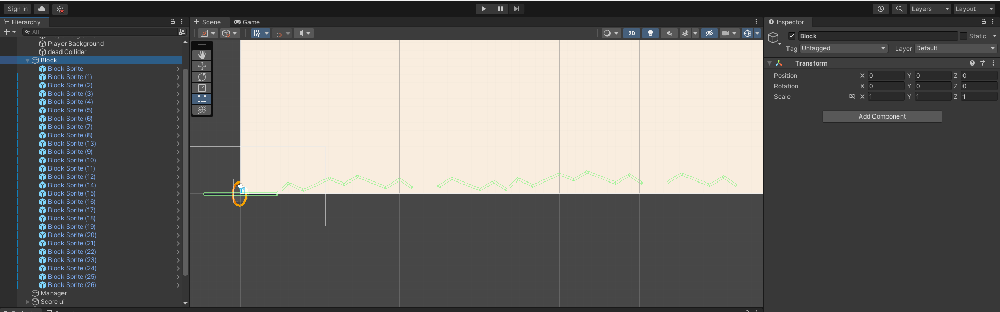 Sign in
Layers
Layout
Hierarchy
All
Player Background
dead Collider
Block
Block Sprite
Block Sprite (1)
Block Sprite (2)
Block Sprite (3)
Block Sprite (4)
Block Sprite (5)
Block Sprite (6)
Block Sprite (7)
Block Sprite (8)
Block Sprite (13)
Block Sprite (9)
Block Sprite (10)
Block Sprite (11)
Block Sprite (12)
Block Sprite (14)
Block Sprite (15)
Block Sprite (16)
Block Sprite (17)
Block Sprite (18)
Block Sprite (19)
Block Sprite (20)
Block Sprite (21)
Block Sprite (22)
Block Sprite (23)
Block Sprite (24)
Block Sprite (25)
Block Sprite (26)
Manager
Score ui
Scene
Game
2D
Inspector
Block
Static
Tag Untagged
Layer Default
Transform
Position X 0 Y 0 Z 0
Rotation X 0 Y 0 Z 0
Scale X 1 Y 1 Z 1
Add Component